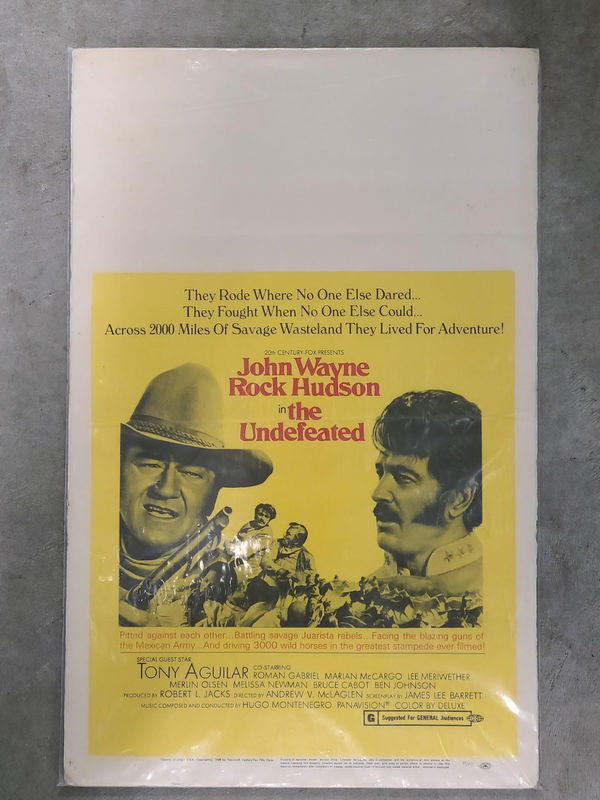 They Rode Where No One Else Dared...
They Fought When No One Else Could...
Across 2000 Miles Of Savage Wasteland They Lived For Adventure!
20th CENTURY-FOX PRESENTS
John Wayne
Rock Hudson
in the
Undefeated
Pitted against each other...Battling savage Juarista rebels...Facing the blazing guns of
the Mexican Army...And driving 3000 wild horses in the greatest stampede ever filmed!
SPECIAL GUEST STAR
TONY AGUILAR CO-STARRING ROMAN GABRIEL MARIAN McCARGO LEE MERIWETHER
MERLIN OLSEN MELISSA NEWMAN BRUCE CABOT BEN JOHNSON
PRODUCED BY ROBERT L. JACKS DIRECTED BY ANDREW V. McLAGLEN SCREENPLAY BY JAMES LEE BARRETT
MUSIC COMPOSED AND CONDUCTED BY HUGO MONTENEGRO PANAVISION® COLOR BY DELUXE
G Suggested For GENERAL Audiences